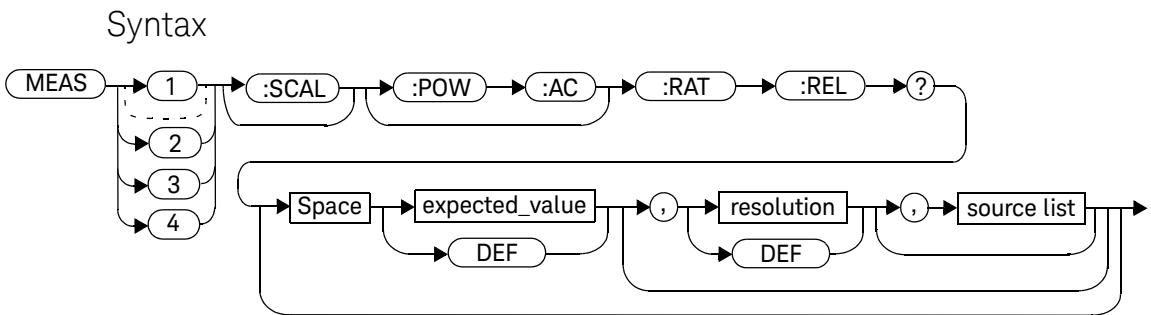 Syntax
MEAS 1 :SCAL :POW :AC :RAT :REL ?
2
3
4
Space expected_value , resolution , source list
DEF DEF